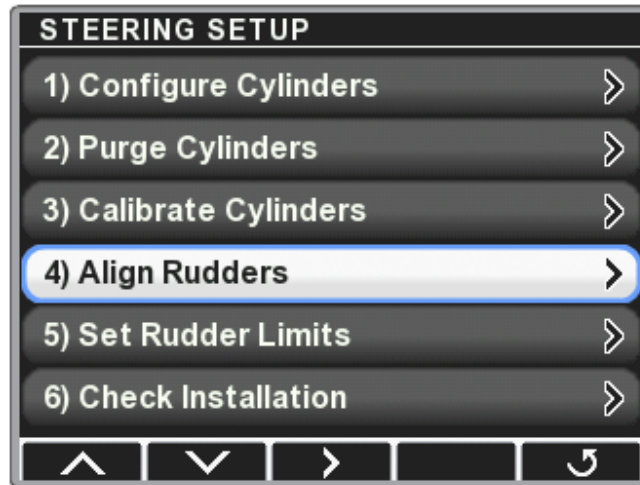 STEERING SETUP
1) Configure Cylinders
2) Purge Cylinders
3) Calibrate Cylinders
4) Align Rudders
5) Set Rudder Limits
6) Check Installation